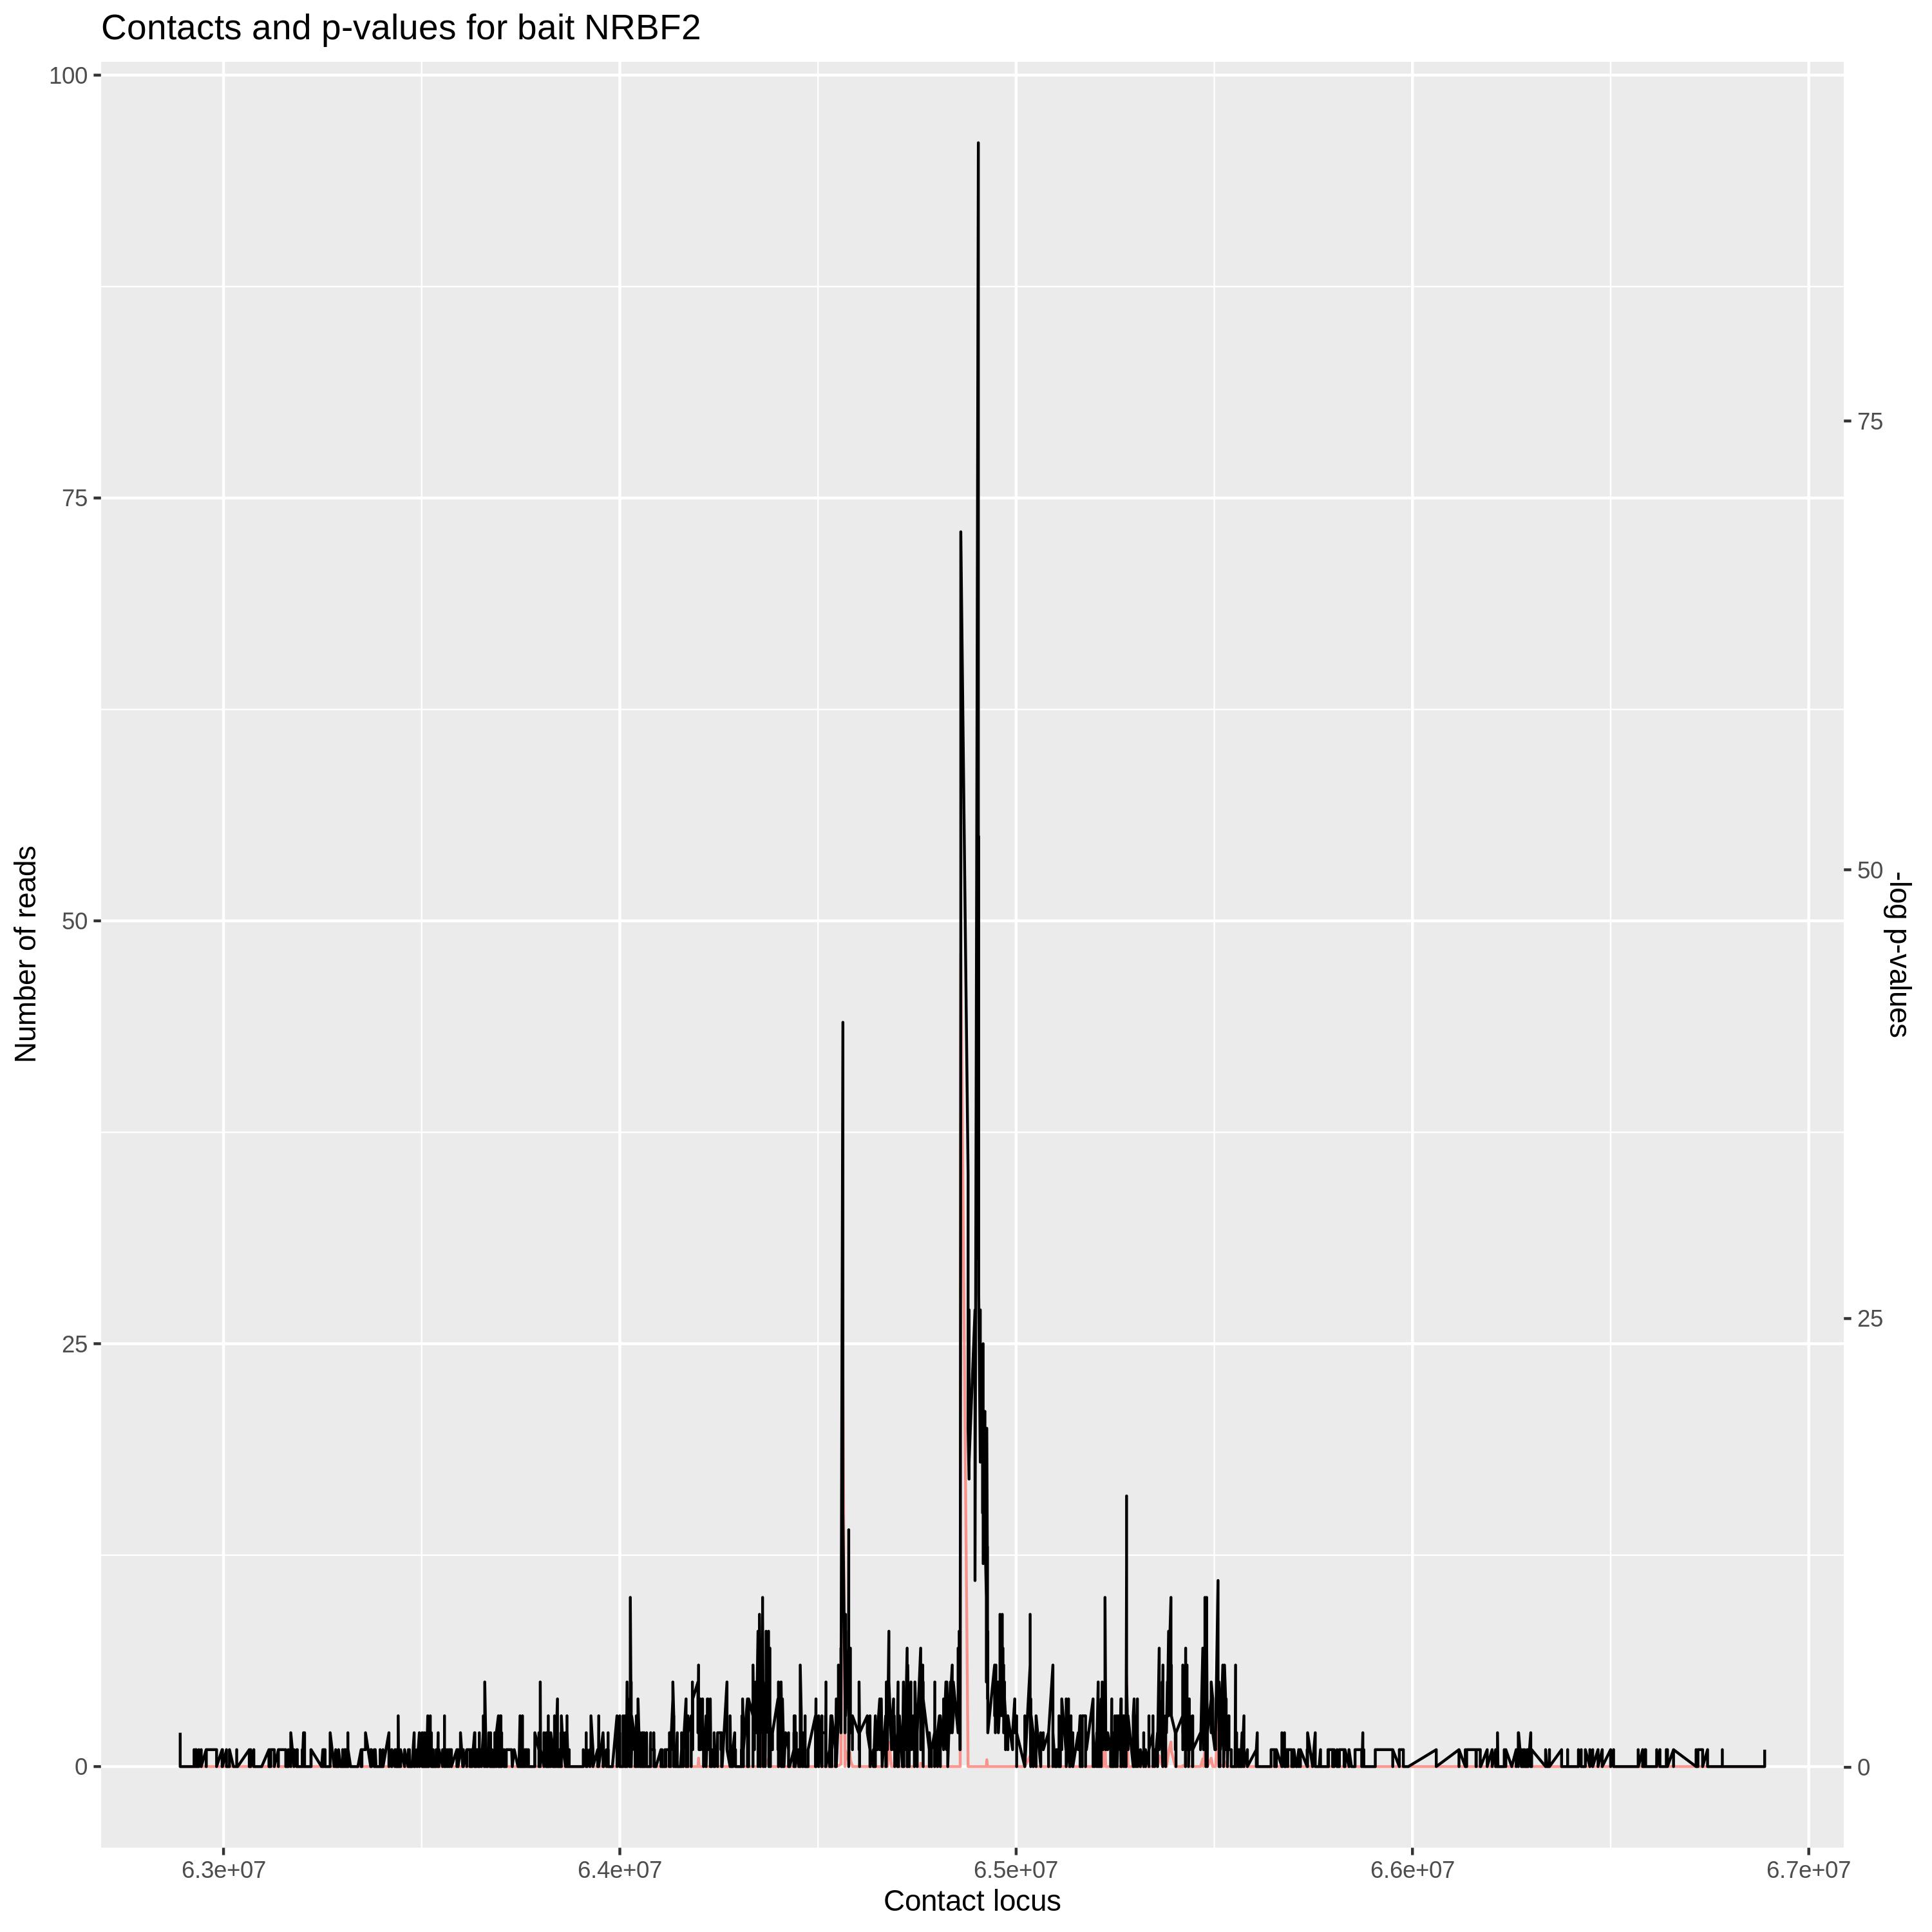 Contacts and p-values for bait NRBF2
100
75
50
25
0
Number of reads
75
50
25
0
-log p-values
6.3e+07
6.4e+07
6.5e+07
6.6e+07
6.7e+07
Contact locus